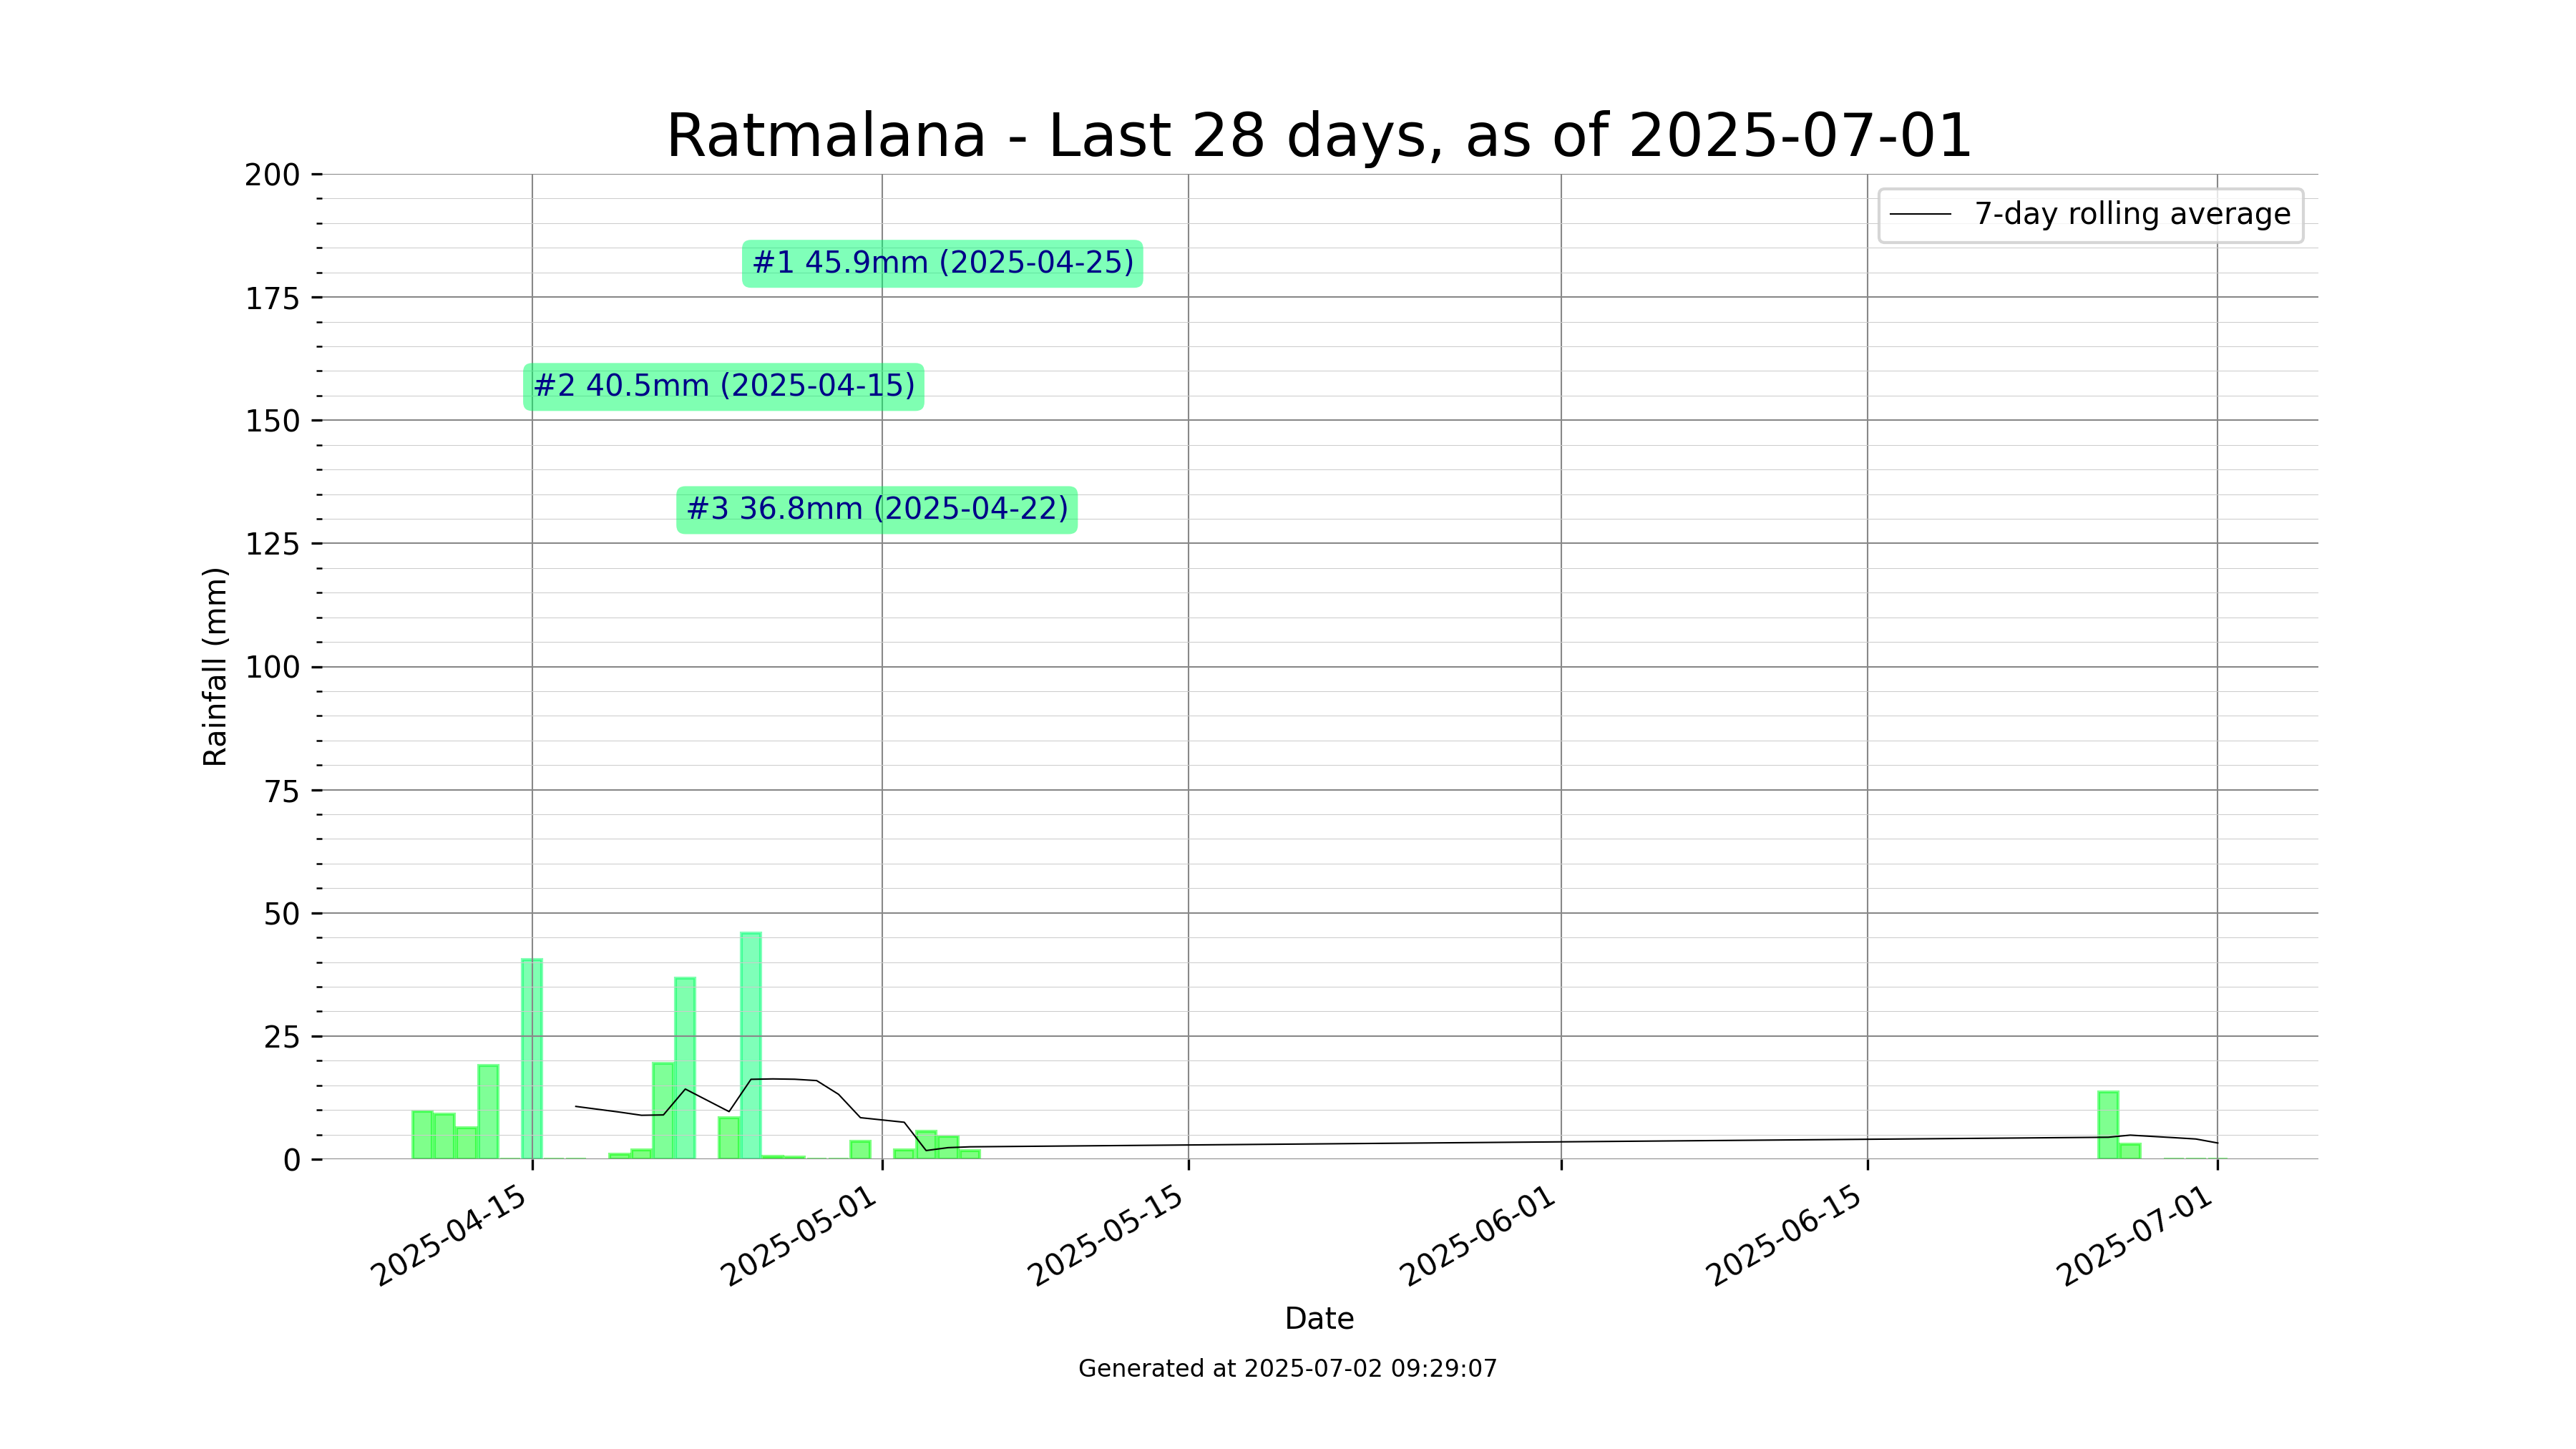 Ratmalana - Last 28 days, as of 2025-07-01
7-day rolling average
#1 45.9mm (2025-04-25)
#2 40.5mm (2025-04-15)
#3 36.8mm (2025-04-22)
Rainfall (mm)
200
175
150
125
100
75
50
25
0
2025-04-15
2025-05-01
2025-05-15
2025-06-01
2025-06-15
2025-07-01
Date
Generated at 2025-07-02 09:29:07